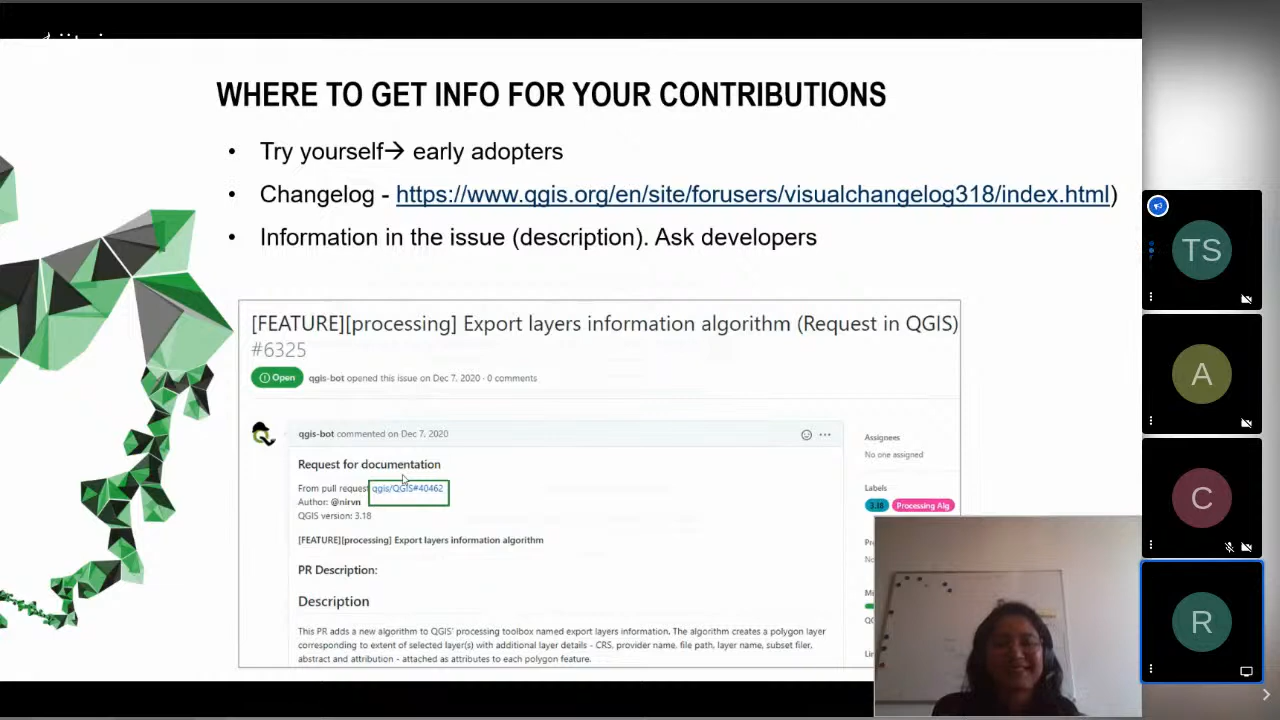 WHERE TO GET INFO FOR YOUR CONTRIBUTIONS
• Try yourself→ early adopters
• Changelog - https://www.qgis.org/en/site/forusers/visualchangelog318/index.html)
• Information in the issue (description). Ask developers
[FEATURE][processing] Export layers information algorithm (Request in QGIS)
#6325
Open qgis-bot opened this issue on Dec 7, 2020 · 0 comments
qgis-bot commented on Dec 7, 2020
Request for documentation
From pull request qgis/QGIS#40462
Author: @nirvn
QGIS version: 3.18
[FEATURE][processing] Export layers information algorithm
PR Description:
Description
This PR adds a new algorithm to QGIS' processing toolbox named export layers information. The algorithm creates a polygon layer
corresponding to extent of selected layer(s) with additional layer details - CRS, provider name, file path, layer name, subset filer,
abstract and attribution - attached as attributes to each polygon feature.
Assignees
No one assigned
Labels
3.18 Processing Alg
TS
A
C
R